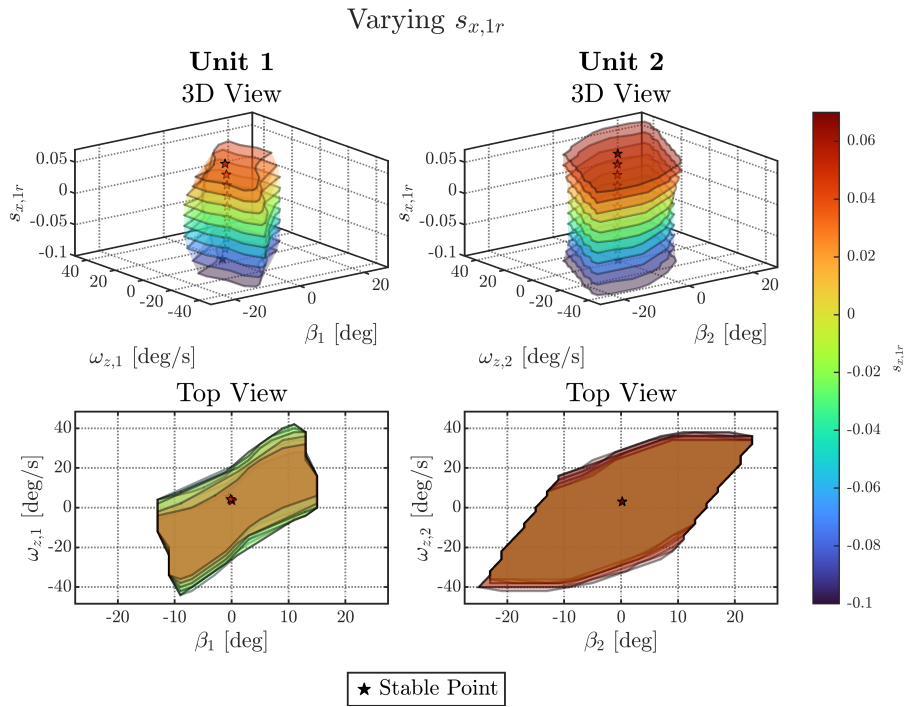 Varying s_{x,1r}
Unit 1
3D View
0.05
0
-0.05
-0.1
s_{x,1r}
40
20
0
-20
-40
-20
0
20
ω_{z,1} [deg/s]
β_1 [deg]
Unit 2
3D View
0.05
0
-0.05
-0.1
s_{x,1r}
40
20
0
-20
-40
-20
0
20
ω_{z,2} [deg/s]
β_2 [deg]
0.06
0.04
0.02
0
-0.02
-0.04
-0.06
-0.08
-0.1
s_{x,1r}
Top View
40
20
0
-20
-40
ω_{z,1} [deg/s]
-20
-10
0
10
20
β_1 [deg]
Top View
40
20
0
-20
-40
ω_{z,2} [deg/s]
-20
-10
0
10
20
β_2 [deg]
★ Stable Point